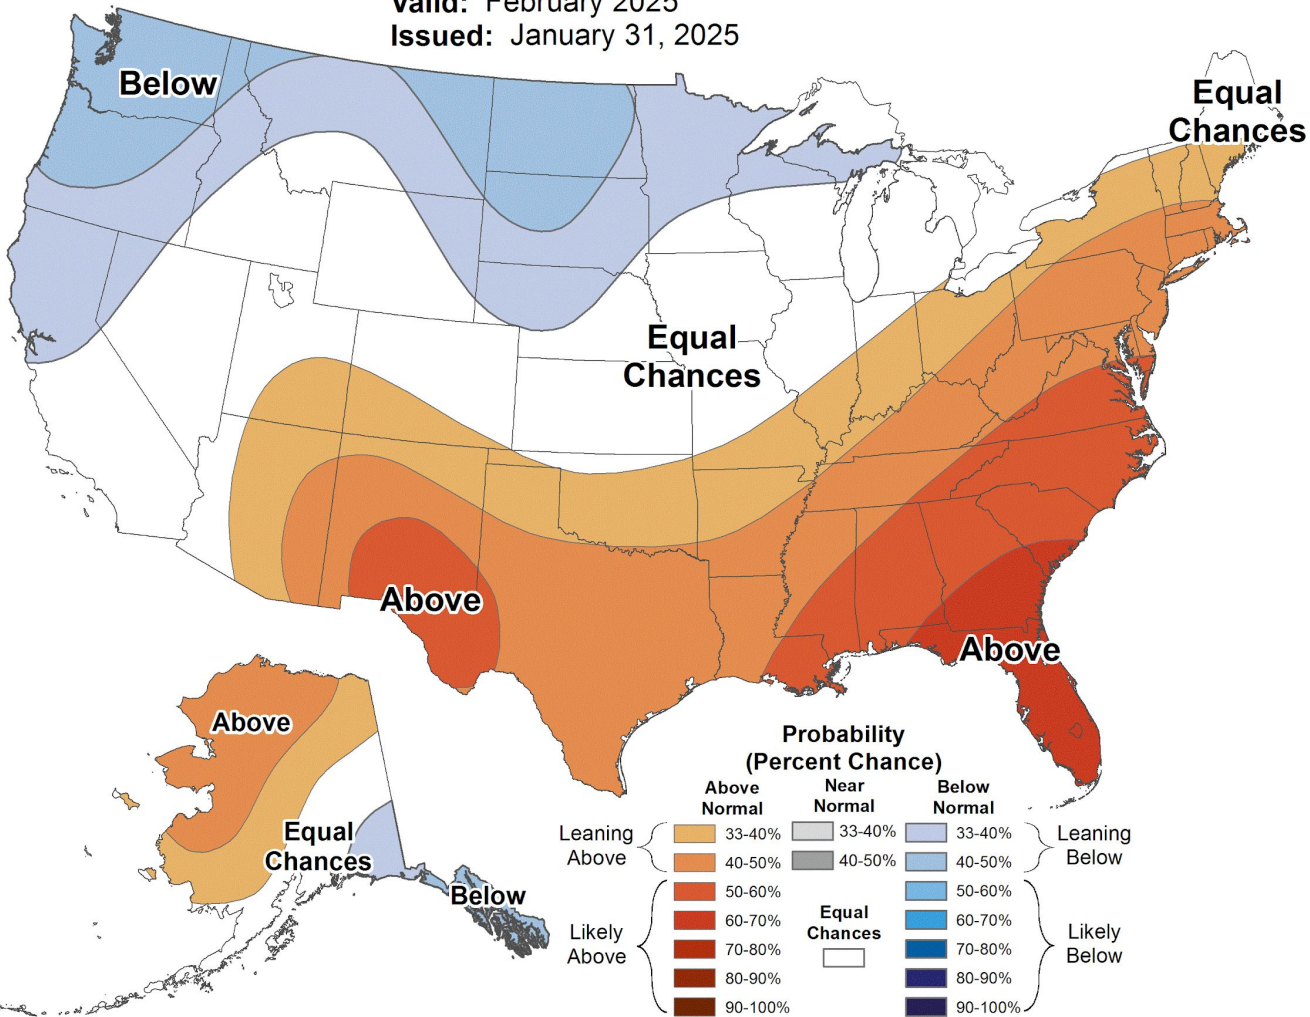 Valid: February 2025
Issued: January 31, 2025
Below
Equal
Chances
Equal
Chances
Above
Above
Above
Equal
Chances
Below
Probability
(Percent Chance)
Above
Normal
Near
Normal
Below
Normal
Leaning
Above
33-40%
40-50%
33-40%
40-50%
33-40%
40-50%
Leaning
Below
Likely
Above
50-60%
60-70%
70-80%
80-90%
90-100%
Equal
Chances
50-60%
60-70%
70-80%
80-90%
90-100%
Likely
Below